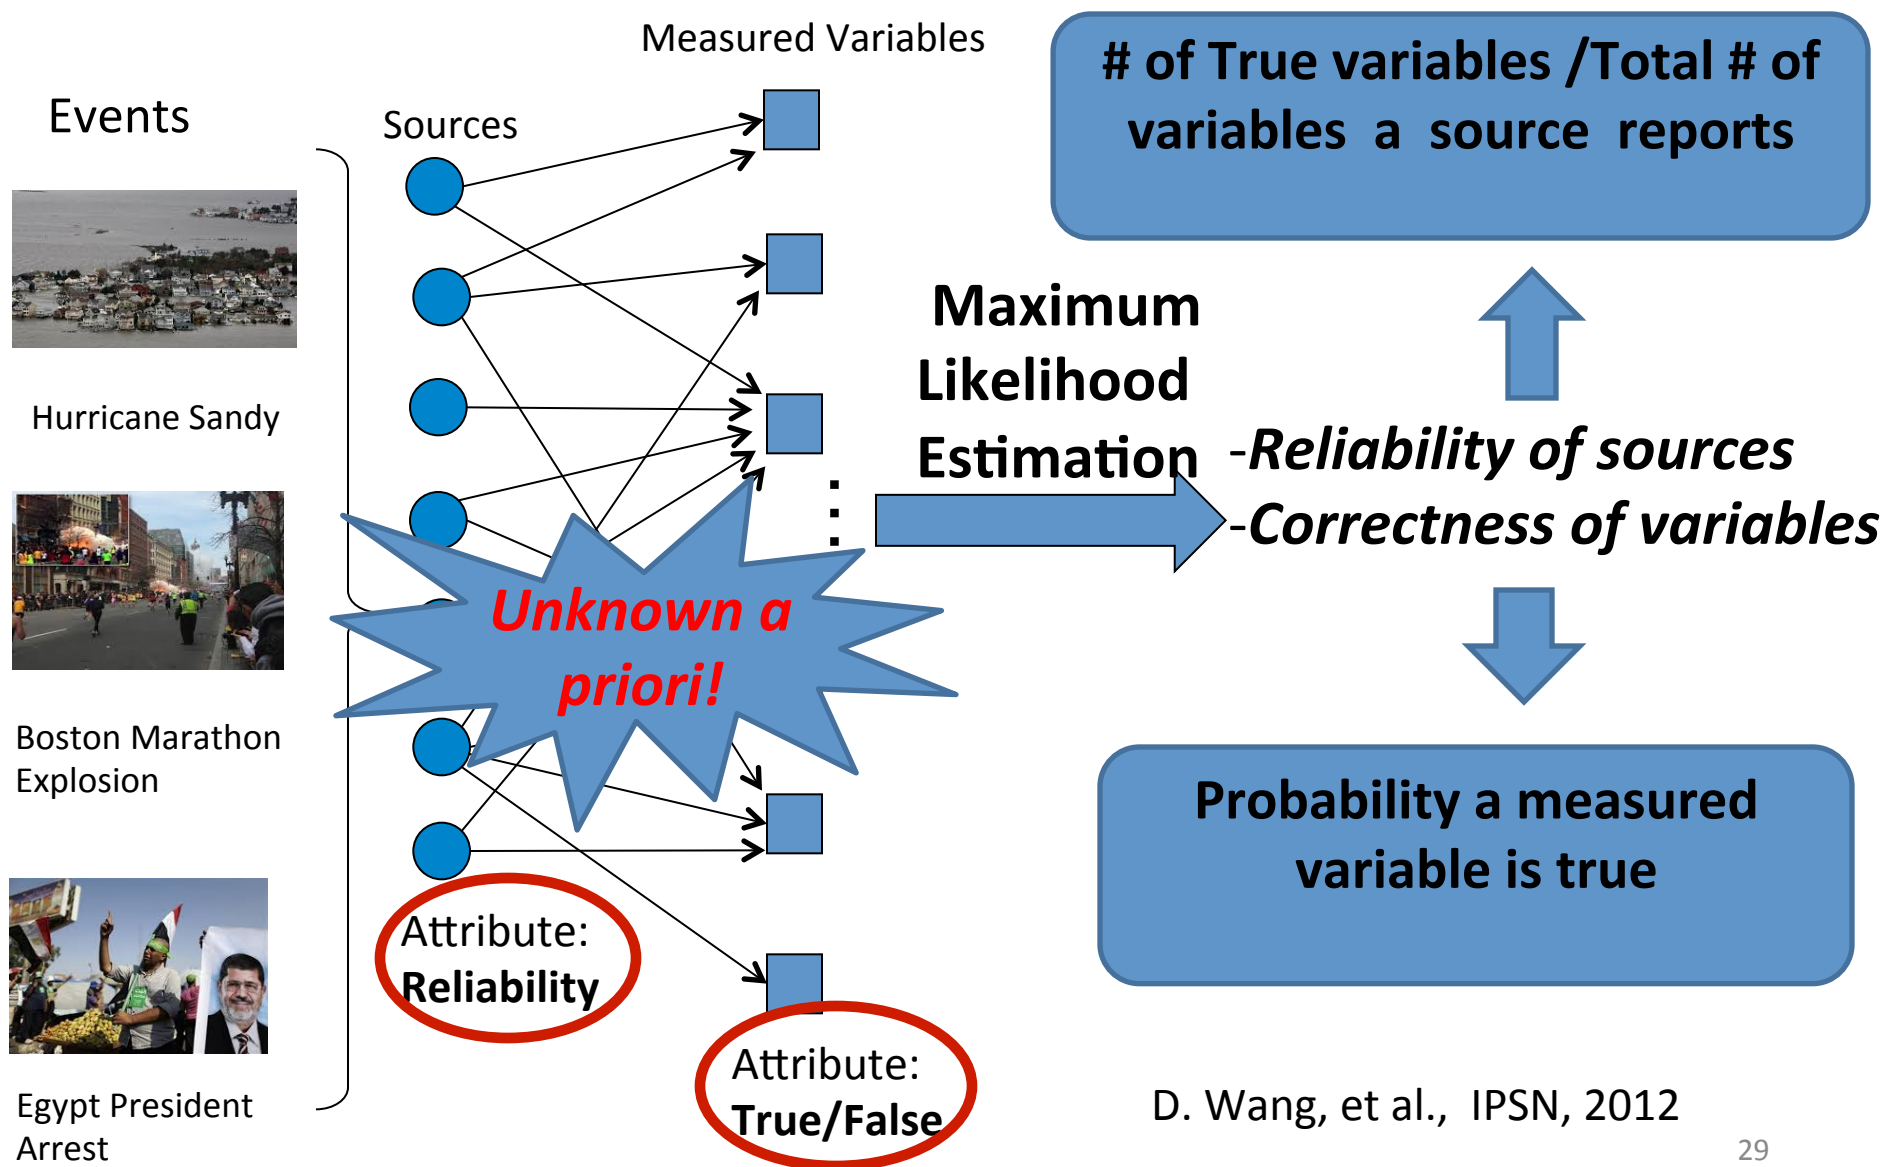 Measured Variables
Events
Sources
# of True variables /Total # of
variables a source reports
Hurricane Sandy
Boston Marathon
Explosion
Egypt President
Arrest
Unknown a
priori!
Attribute:
Reliability
Attribute:
True/False
Maximum
Likelihood
Estimation
-Reliability of sources
-Correctness of variables
Probability a measured
variable is true
D. Wang, et al., IPSN, 2012
29